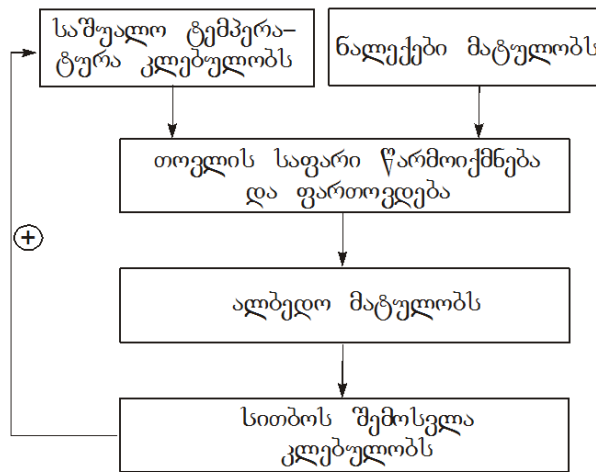 საშუალო ტემპერა-
ტურა კლებულობს
ნალექები მატულობს
თოვლის საფარი წარმოიქმნება
და ფართოვდება
+
ალბედო მატულობს
სითბოს შემოსვლა
კლებულობს